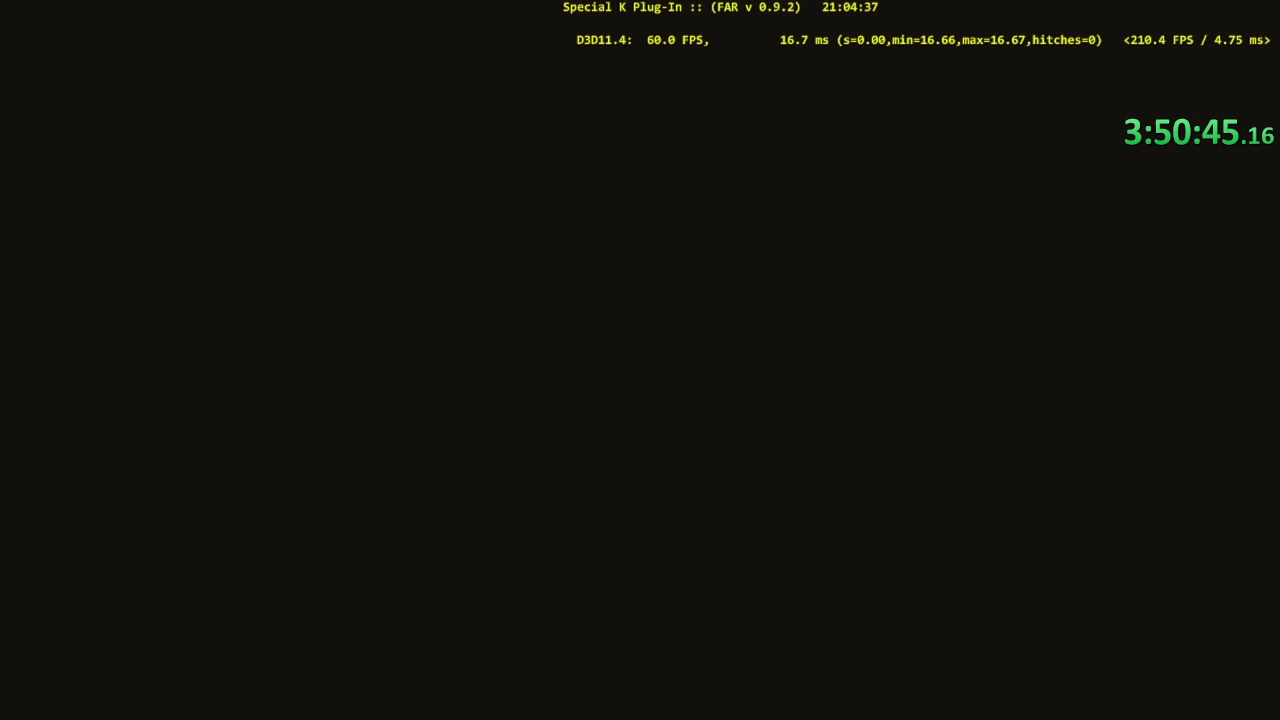 Special K Plug-In :: (FAR v 0.9.2)   21:04:37
D3D11.4:  60.0 FPS,          16.7 ms (s=0.00,min=16.66,max=16.67,hitches=0)   <210.4 FPS / 4.75 ms>
3:50:45.16